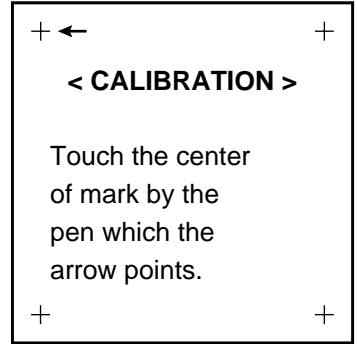 < CALIBRATION >
Touch the center
of mark by the
pen which the
arrow points.